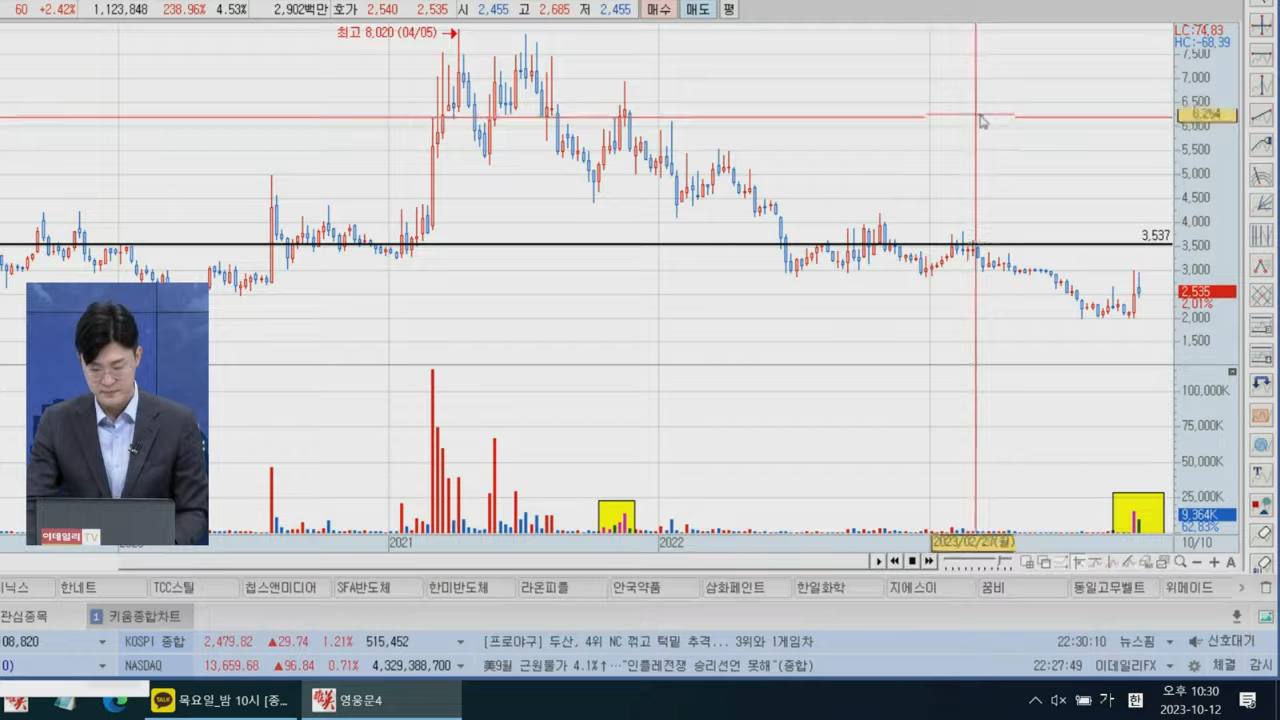 60 +2.42% 1,123,848 238.96% 4.53% 2,902백만 호가 2,540 2,535 시 2,455 고 2,685 저 2,455 매수 매도 평
최고 8,020 (04/05)
LC:74.83
HC:-68.39
7,500
7,000
6,500
6,000
5,500
5,000
4,500
4,000
3,537
3,500
3,000
2,535
2.01%
2,000
1,500
100,000K
75,000K
50,000K
25,000K
9,364K
62.83%
이데일리 TV
2021 2022 2023/02/27(월) 10/10
닉스 한네트 TCC스틸 칩스앤미디어 SFA반도체 한미반도체 라온피플 안국약품 삼화페인트 한일화학 지에스이 꿈비 동일고무벨트 위메이드
관심종목 1 키움종합차트
08,820 KOSPI 종합 2,479.82 ▲29.74 1.21% 515,452 [프로야구] 두산, 4위 NC 꺾고 턱밑 추격... 3위와 1게임차 22:30:10 뉴스핌 신호대기
0) NASDAQ 13,659.68 ▲96.84 0.71% 4,329,388,700 美9월 근원물가 4.1%↑…"인플레전쟁 승리선언 못해"(종합) 22:27:49 이데일리FX 체결 감시
TALK 목요일_밤 10시 [종... 영웅문4 가 한 오후 10:30
2023-10-12